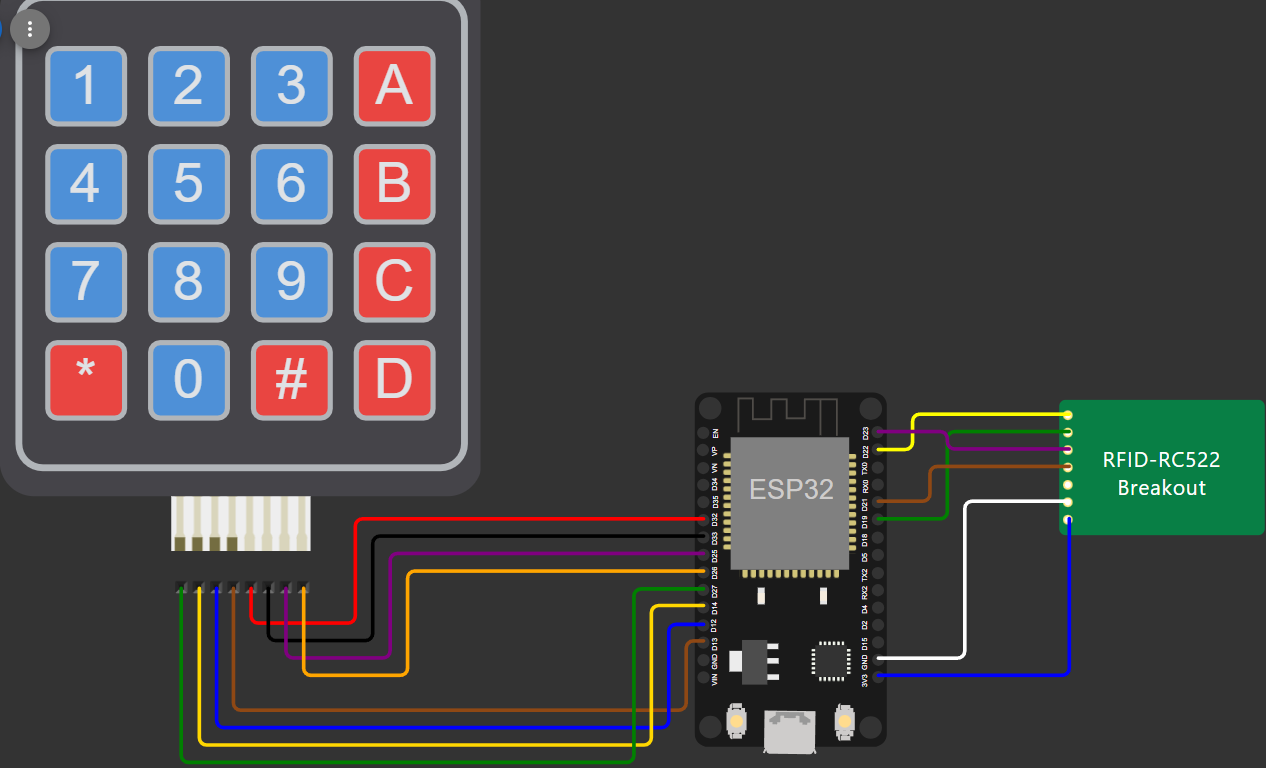 1 2 3 A
4 5 6 B
7 8 9 C
* 0 # D
ESP32
EN
VP
VN
D34
D35
D32
D33
D25
D26
D27
D14
D12
D13
GND
VIN
D23
D22
TX0
RX0
D21
D19
D18
D5
TX2
RX2
D4
D2
D15
GND
3V3
RFID-RC522
Breakout